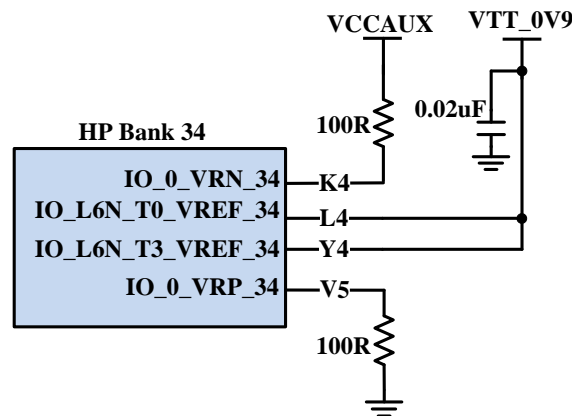 VCCAUX
VTT_0V9
100R
0.02uF
HP Bank 34
IO_0_VRN_34
K4
IO_L6N_T0_VREF_34
L4
IO_L6N_T3_VREF_34
Y4
IO_0_VRP_34
V5
100R